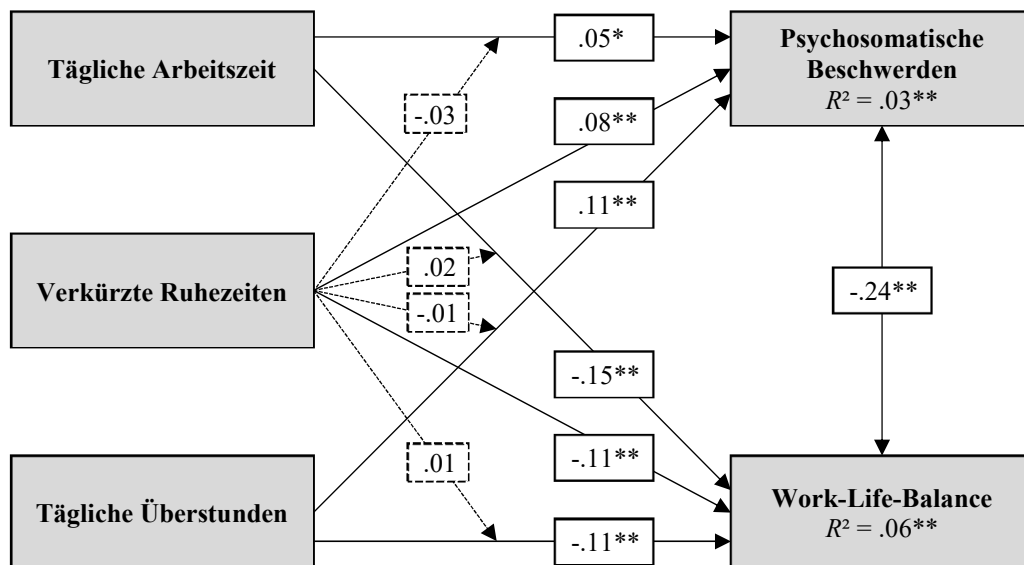 Tägliche Arbeitszeit
.05*
Psychosomatische
Beschwerden
R² = .03**
-.03
.08**
.11**
Verkürzte Ruhezeiten
.02
-.01
-.24**
-.15**
.01
-.11**
Tägliche Überstunden
-.11**
Work-Life-Balance
R² = .06**